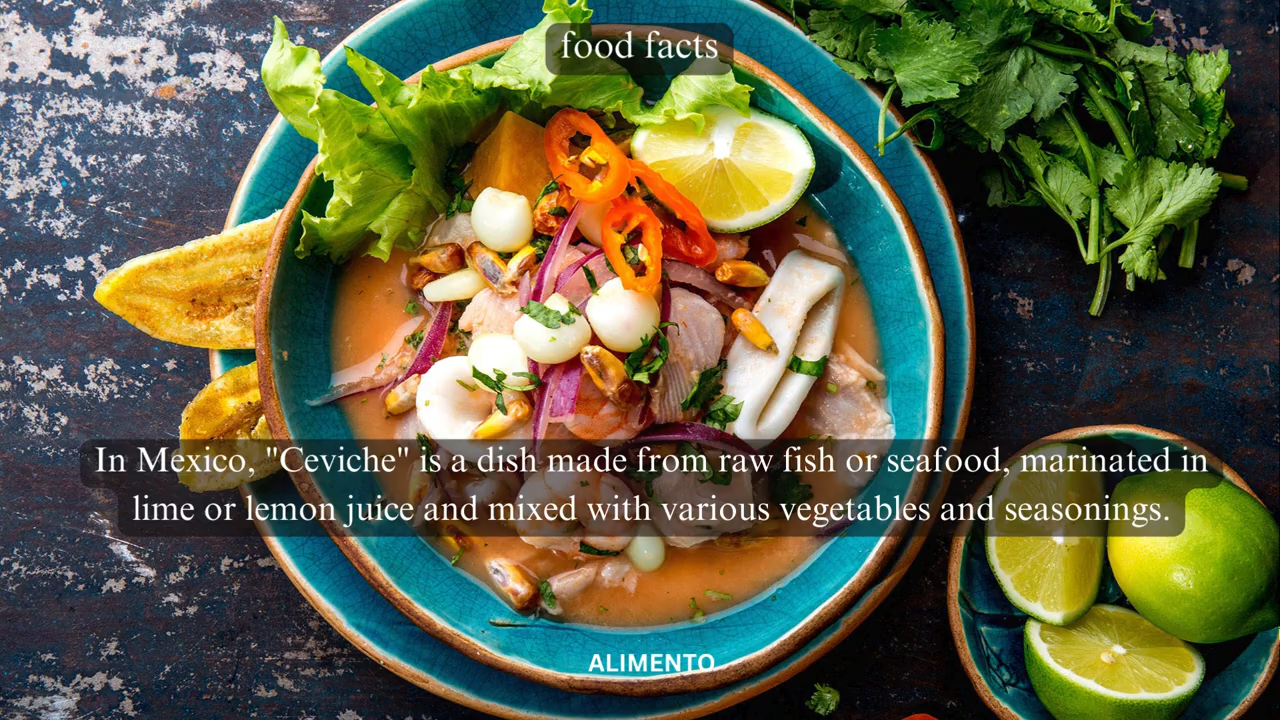 food facts
In Mexico, "Ceviche" is a dish made from raw fish or seafood, marinated in
lime or lemon juice and mixed with various vegetables and seasonings.
ALIMENTO